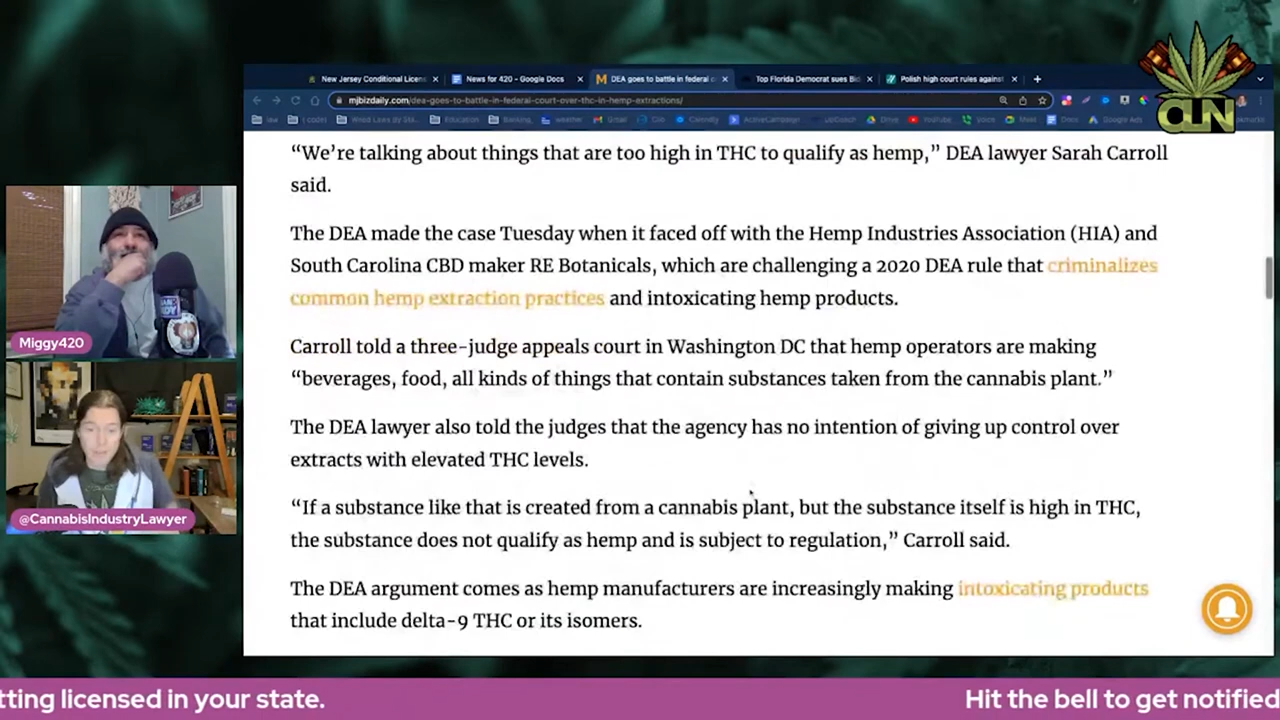 New Jersey Conditional Licens
News for 420 - Google Docs
DEA goes to battle in federal c
Top Florida Democrat sues Bid
Polish high court rules against
mjbizdaily.com/dea-goes-to-battle-in-federal-court-over-thc-in-hemp-extractions/
CLN
“We’re talking about things that are too high in THC to qualify as hemp,” DEA lawyer Sarah Carroll
said.
The DEA made the case Tuesday when it faced off with the Hemp Industries Association (HIA) and
South Carolina CBD maker RE Botanicals, which are challenging a 2020 DEA rule that criminalizes
common hemp extraction practices and intoxicating hemp products.
Carroll told a three-judge appeals court in Washington DC that hemp operators are making
“beverages, food, all kinds of things that contain substances taken from the cannabis plant.”
The DEA lawyer also told the judges that the agency has no intention of giving up control over
extracts with elevated THC levels.
“If a substance like that is created from a cannabis plant, but the substance itself is high in THC,
the substance does not qualify as hemp and is subject to regulation,” Carroll said.
The DEA argument comes as hemp manufacturers are increasingly making intoxicating products
that include delta-9 THC or its isomers.
Miggy420
@CannabisIndustryLawyer
tting licensed in your state.
Hit the bell to get notified